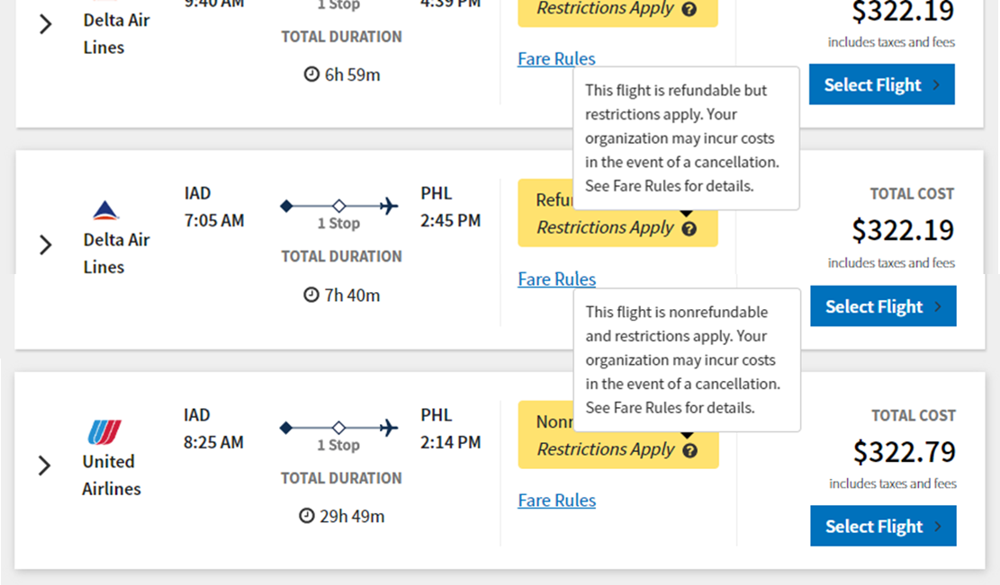 9:40 AM
4:39 PM
Delta Air
Lines
1 Stop
TOTAL DURATION
6h 59m
Restrictions Apply ?
Fare Rules
$322.19
includes taxes and fees
Select Flight
This flight is refundable but
restrictions apply. Your
organization may incur costs
in the event of a cancellation.
See Fare Rules for details.
Delta Air
Lines
IAD
7:05 AM
1 Stop
PHL
2:45 PM
TOTAL DURATION
7h 40m
Restrictions Apply ?
Fare Rules
TOTAL COST
$322.19
includes taxes and fees
Select Flight
This flight is nonrefundable
and restrictions apply. Your
organization may incur costs
in the event of a cancellation.
See Fare Rules for details.
United
Airlines
IAD
8:25 AM
1 Stop
PHL
2:14 PM
TOTAL DURATION
29h 49m
Restrictions Apply ?
Fare Rules
TOTAL COST
$322.79
includes taxes and fees
Select Flight